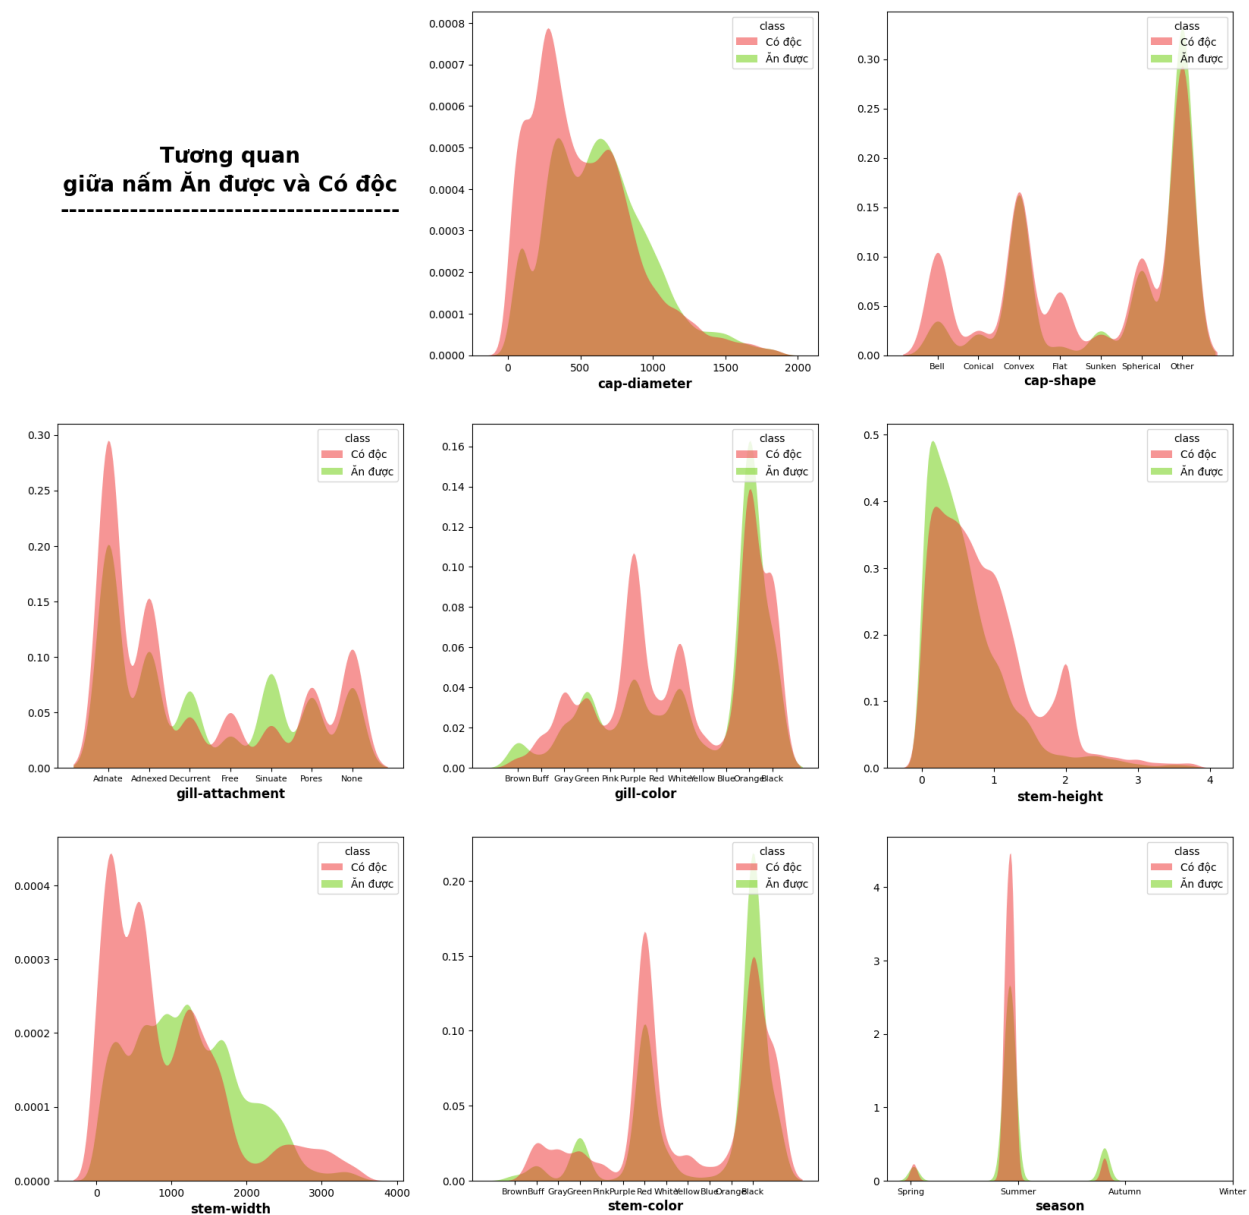 Tương quan
giữa nấm Ăn được và Có độc
----------------------------------------
0.0008
0.0007
0.0006
0.0005
0.0004
0.0003
0.0002
0.0001
0.0000
class
Có độc
Ăn được
0 500 1000 1500 2000
cap-diameter
0.30
0.25
0.20
0.15
0.10
0.05
0.00
class
Có độc
Ăn được
Bell Conical Convex Flat Sunken Spherical Other
cap-shape
0.30
0.25
0.20
0.15
0.10
0.05
0.00
class
Có độc
Ăn được
Adnate Adnexed Decurrent Free Sinuate Pores None
gill-attachment
0.16
0.14
0.12
0.10
0.08
0.06
0.04
0.02
0.00
class
Có độc
Ăn được
Brown Buff Gray Green Pink Purple Red White Yellow Blue Orange Black
gill-color
0.5
0.4
0.3
0.2
0.1
0.0
class
Có độc
Ăn được
0 1 2 3 4
stem-height
0.0004
0.0003
0.0002
0.0001
0.0000
class
Có độc
Ăn được
0 1000 2000 3000 4000
stem-width
0.20
0.15
0.10
0.05
0.00
class
Có độc
Ăn được
Brown Buff Gray Green Pink Purple Red White Yellow Blue Orange Black
stem-color
4
3
2
1
0
class
Có độc
Ăn được
Spring Summer Autumn Winter
season